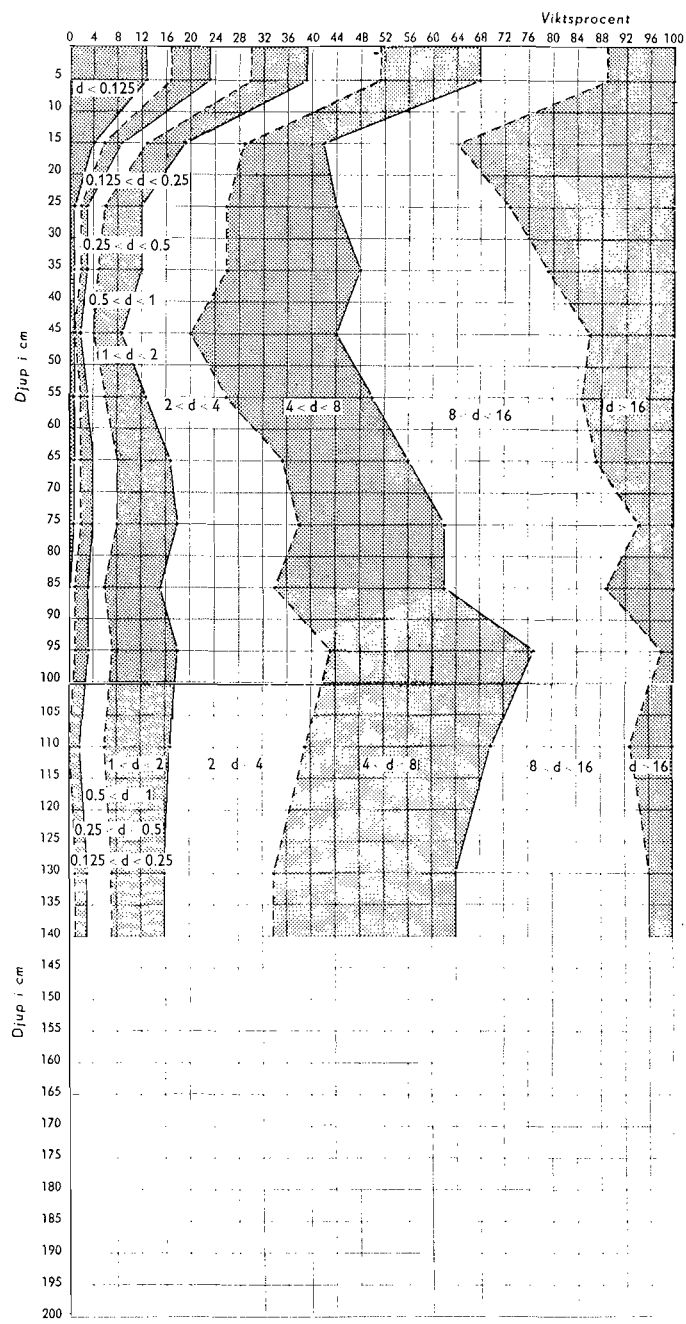 Viktsprocent
0 4 8 12 16 20 24 28 32 36 40 44 48 52 56 60 64 68 72 76 80 84 88 92 96 100
5
d < 0.125
10
15
20
0.125 < d < 0.25
25
30
0.25 < d < 0.5
35
40
0.5 < d < 1
45
Djup i cm
50
1 < d < 2
55
2 < d < 4
4 < d < 8
8 < d < 16
d > 16
60
65
70
75
80
85
90
95
100
105
110
1 < d < 2
2 < d < 4
4 < d < 8
8 < d < 16
d > 16
115
0.5 < d < 1
120
0.25 < d < 0.5
125
0.125 < d < 0.25
130
135
140
145
150
Djup i cm
155
160
165
170
175
180
185
190
195
200